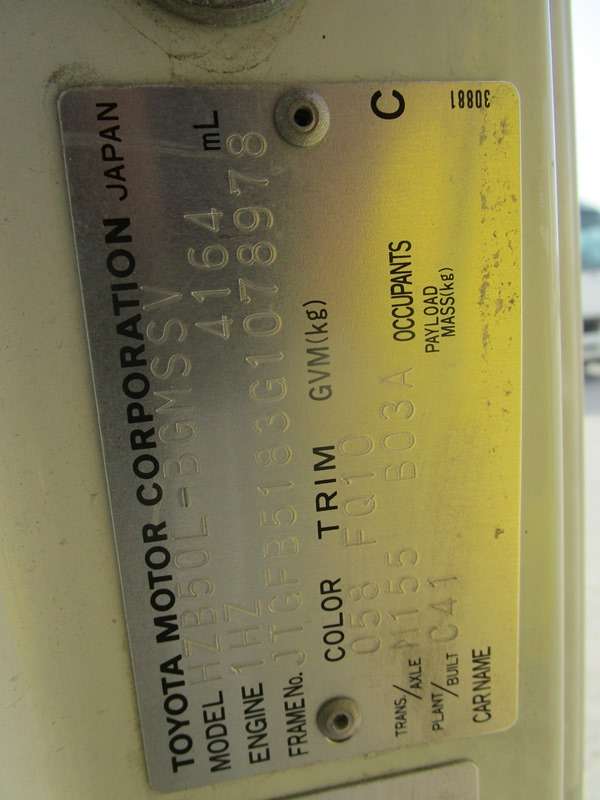 TOYOTA MOTOR CORPORATION JAPAN
MODEL HZB50L-BGMSSV
ENGINE 1HZ 4164 mL
FRAME No. JTGFB5183G1078978
COLOR TRIM GVM(kg) C
058 FQ10
TRANS/AXLE M155 B03A OCCUPANTS
PLANT/BUILT C41 PAYLOAD MASS(kg)
CAR NAME 30881